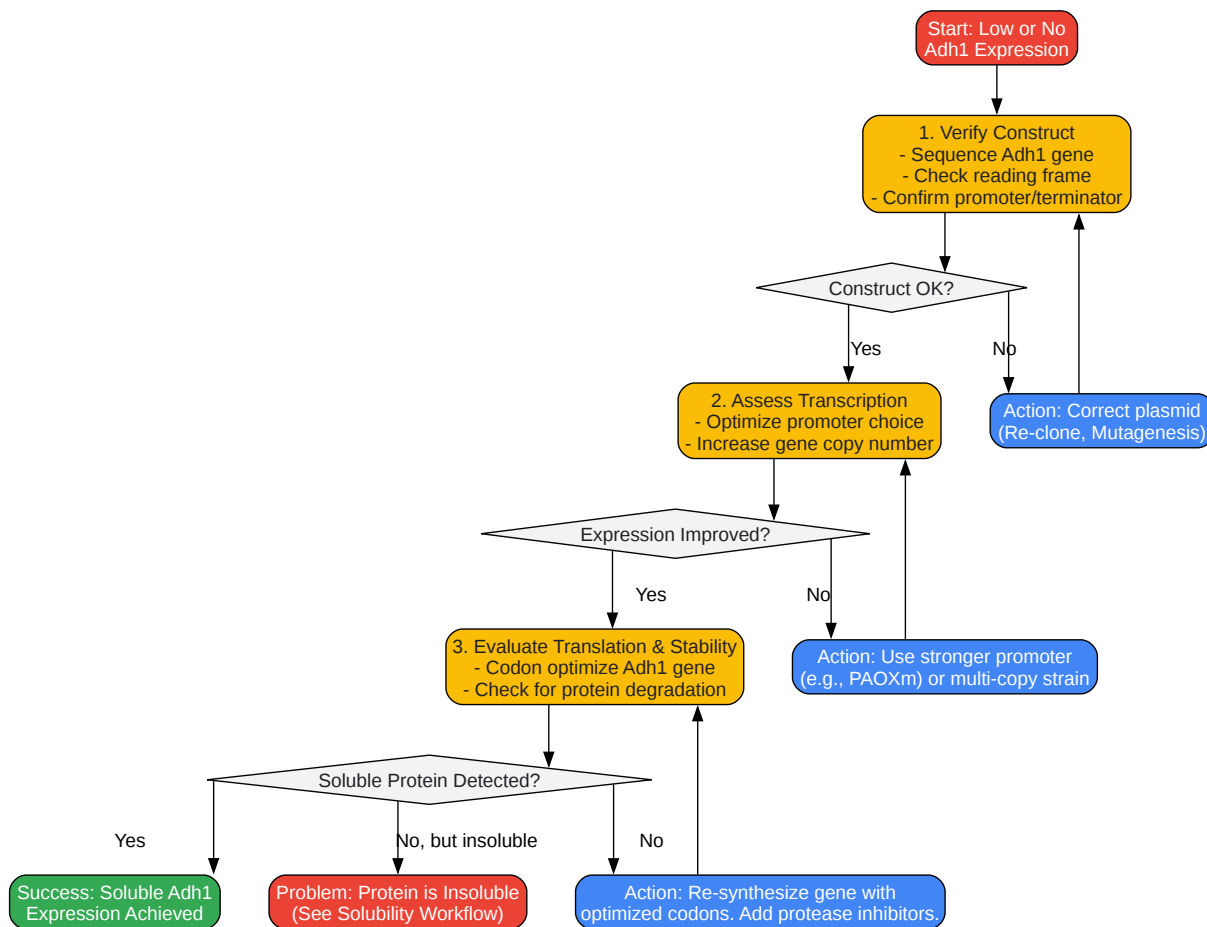 Start: Low or No
Adh1 Expression
1. Verify Construct
- Sequence Adh1 gene
- Check reading frame
- Confirm promoter/terminator
Construct OK?
Yes
No
2. Assess Transcription
- Optimize promoter choice
- Increase gene copy number
Action: Correct plasmid
(Re-clone, Mutagenesis)
Expression Improved?
Yes
No
3. Evaluate Translation & Stability
- Codon optimize Adh1 gene
- Check for protein degradation
Action: Use stronger promoter
(e.g., PAOXm) or multi-copy strain
Soluble Protein Detected?
Yes
No, but insoluble
No
Success: Soluble Adh1
Expression Achieved
Problem: Protein is Insoluble
(See Solubility Workflow)
Action: Re-synthesize gene with
optimized codons. Add protease inhibitors.